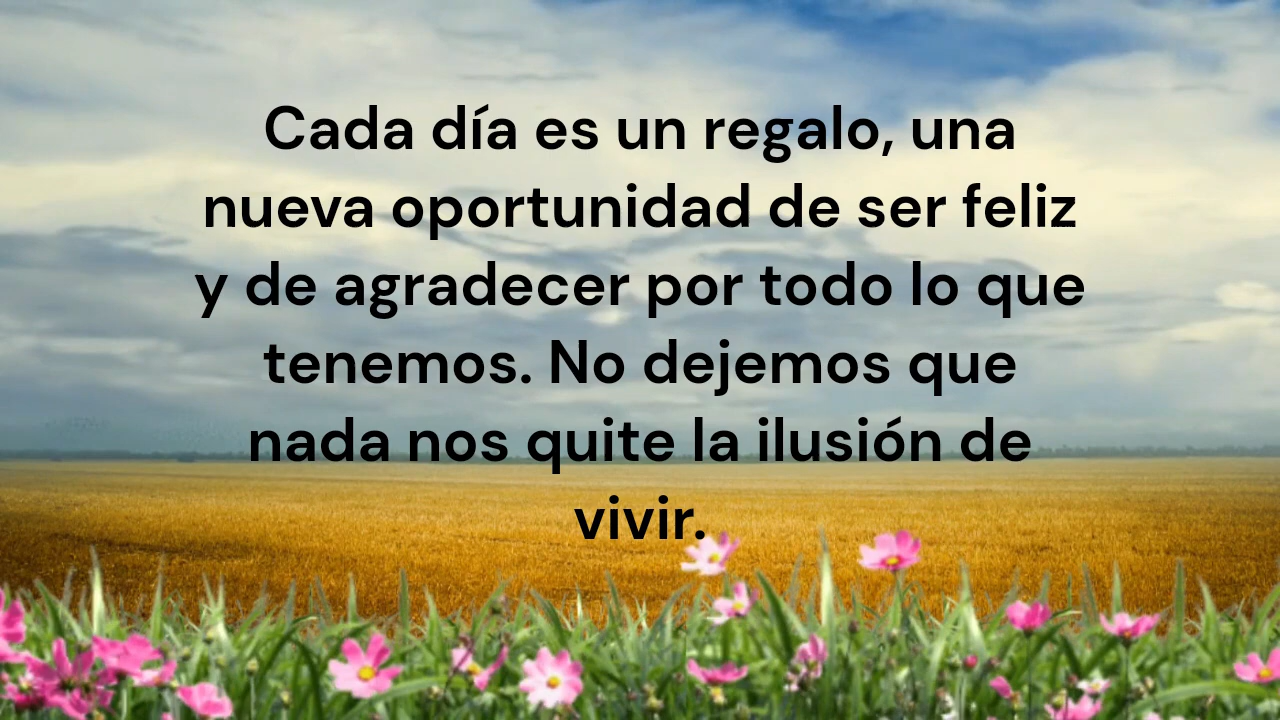 Cada día es un regalo, una
nueva oportunidad de ser feliz
y de agradecer por todo lo que
tenemos. No dejemos que
nada nos quite la ilusión de
vivir.